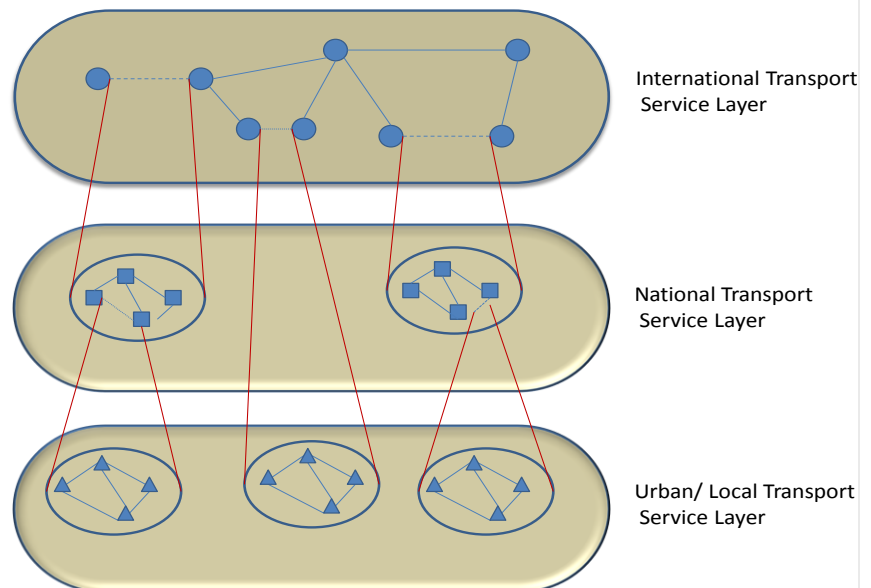 International Transport
Service Layer
National Transport
Service Layer
Urban/ Local Transport
Service Layer